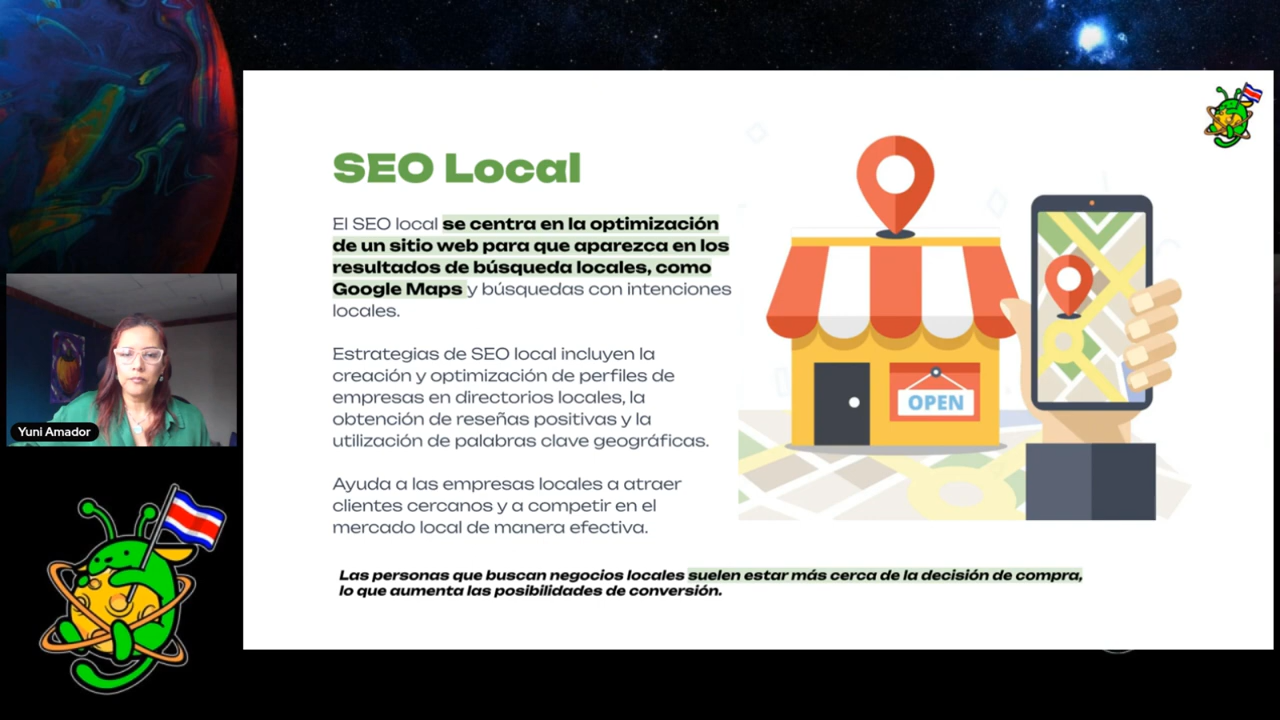 SEO Local
El SEO local se centra en la optimización
de un sitio web para que aparezca en los
resultados de búsqueda locales, como
Google Maps y búsquedas con intenciones
locales.
Estrategias de SEO local incluyen la
creación y optimización de perfiles de
empresas en directorios locales, la
obtención de reseñas positivas y la
utilización de palabras clave geográficas.
Ayuda a las empresas locales a atraer
clientes cercanos y a competir en el
mercado local de manera efectiva.
Las personas que buscan negocios locales suelen estar más cerca de la decisión de compra,
lo que aumenta las posibilidades de conversión.
OPEN
Yuni Amador